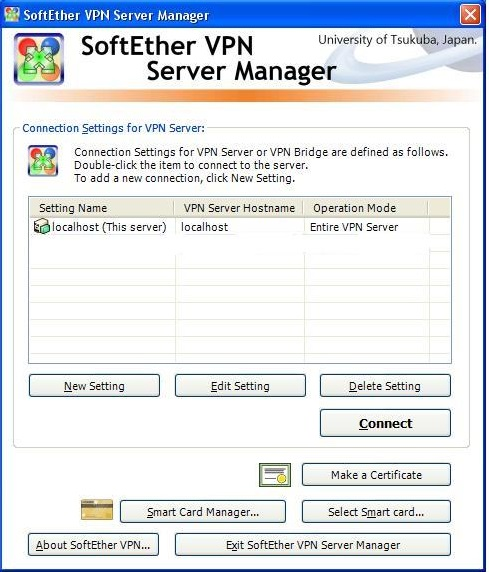 SoftEther VPN Server Manager
SoftEther VPN
Server Manager
University of Tsukuba, Japan.
Connection Settings for VPN Server:
Connection Settings for VPN Server or VPN Bridge are defined as follows.
Double-click the item to connect to the server.
To add a new connection, click New Setting.
Setting Name VPN Server Hostname Operation Mode
localhost (This server) localhost Entire VPN Server
New Setting Edit Setting Delete Setting
Connect
Make a Certificate
Smart Card Manager... Select Smart card...
About SoftEther VPN... Exit SoftEther VPN Server Manager